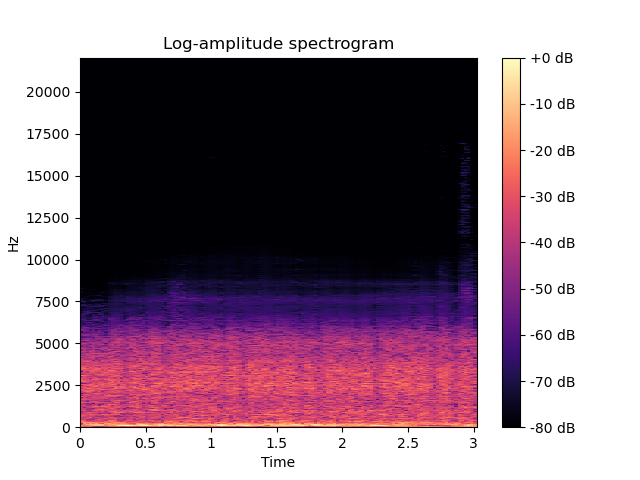 Log-amplitude spectrogram
Hz
20000
17500
15000
12500
10000
7500
5000
2500
0
0 0.5 1 1.5 2 2.5 3
Time
+0 dB
-10 dB
-20 dB
-30 dB
-40 dB
-50 dB
-60 dB
-70 dB
-80 dB